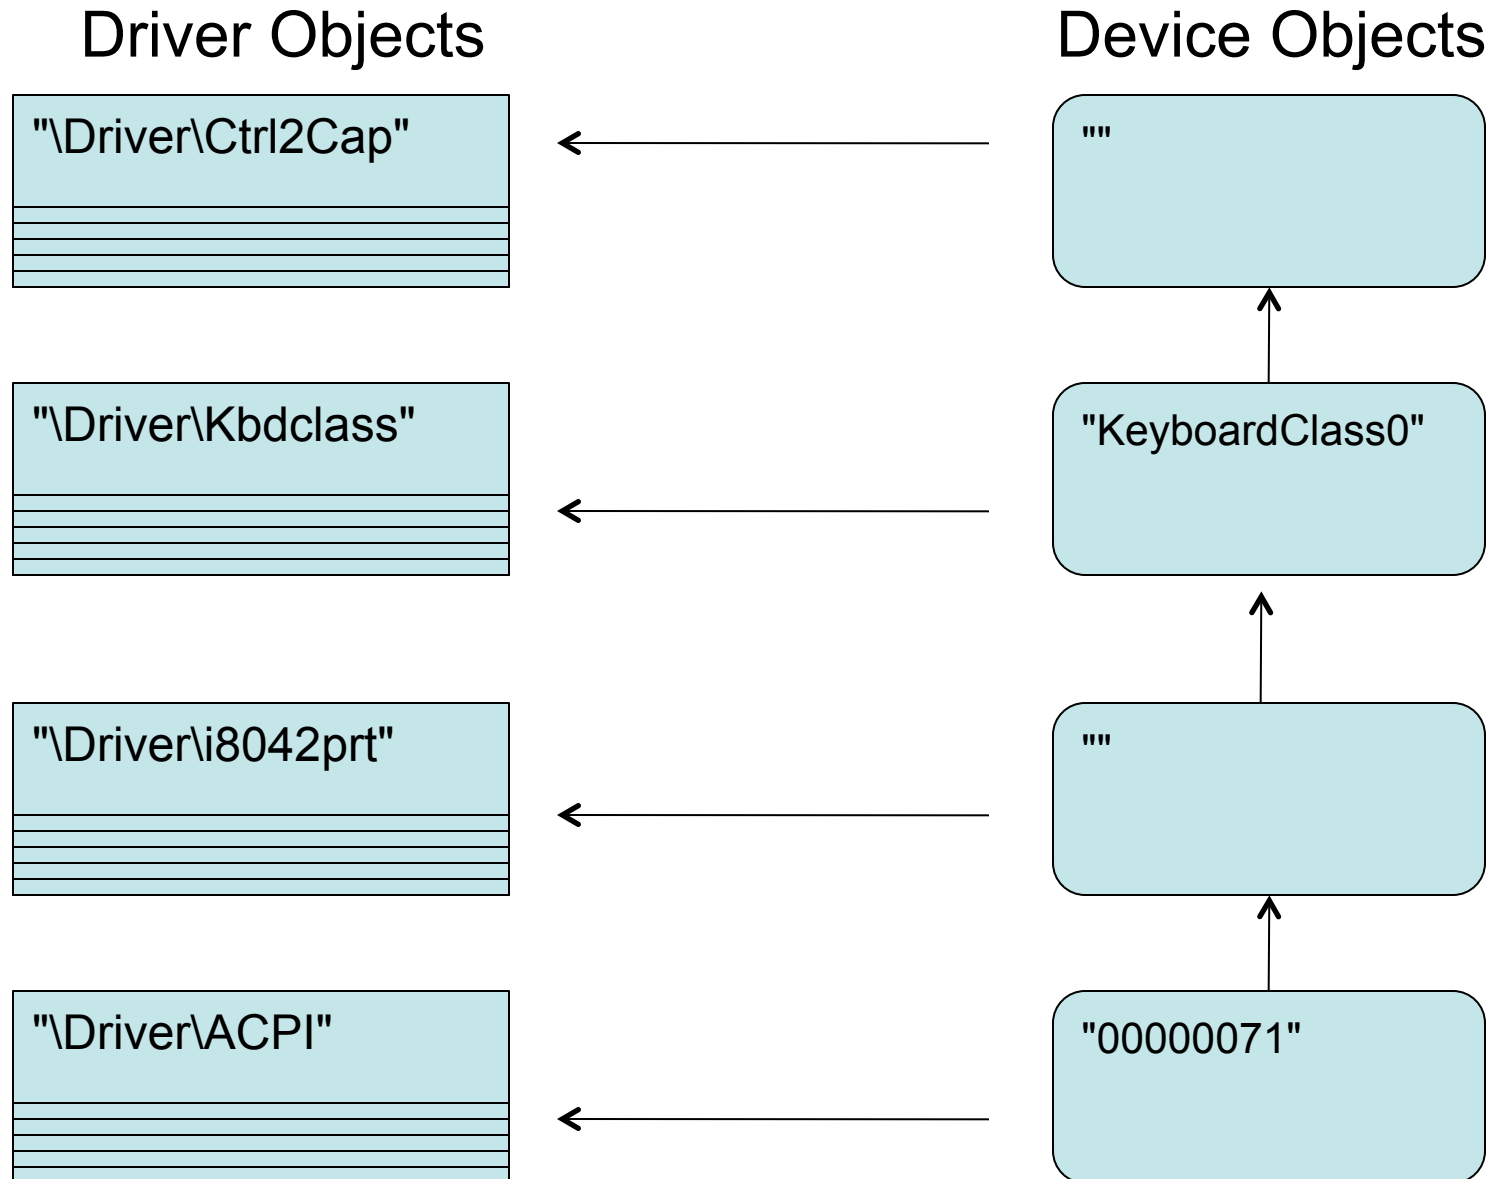 Driver Objects
Device Objects
"\Driver\Ctrl2Cap"
""
"\Driver\Kbdclass"
"KeyboardClass0"
"\Driver\i8042prt"
""
"\Driver\ACPI"
"00000071"